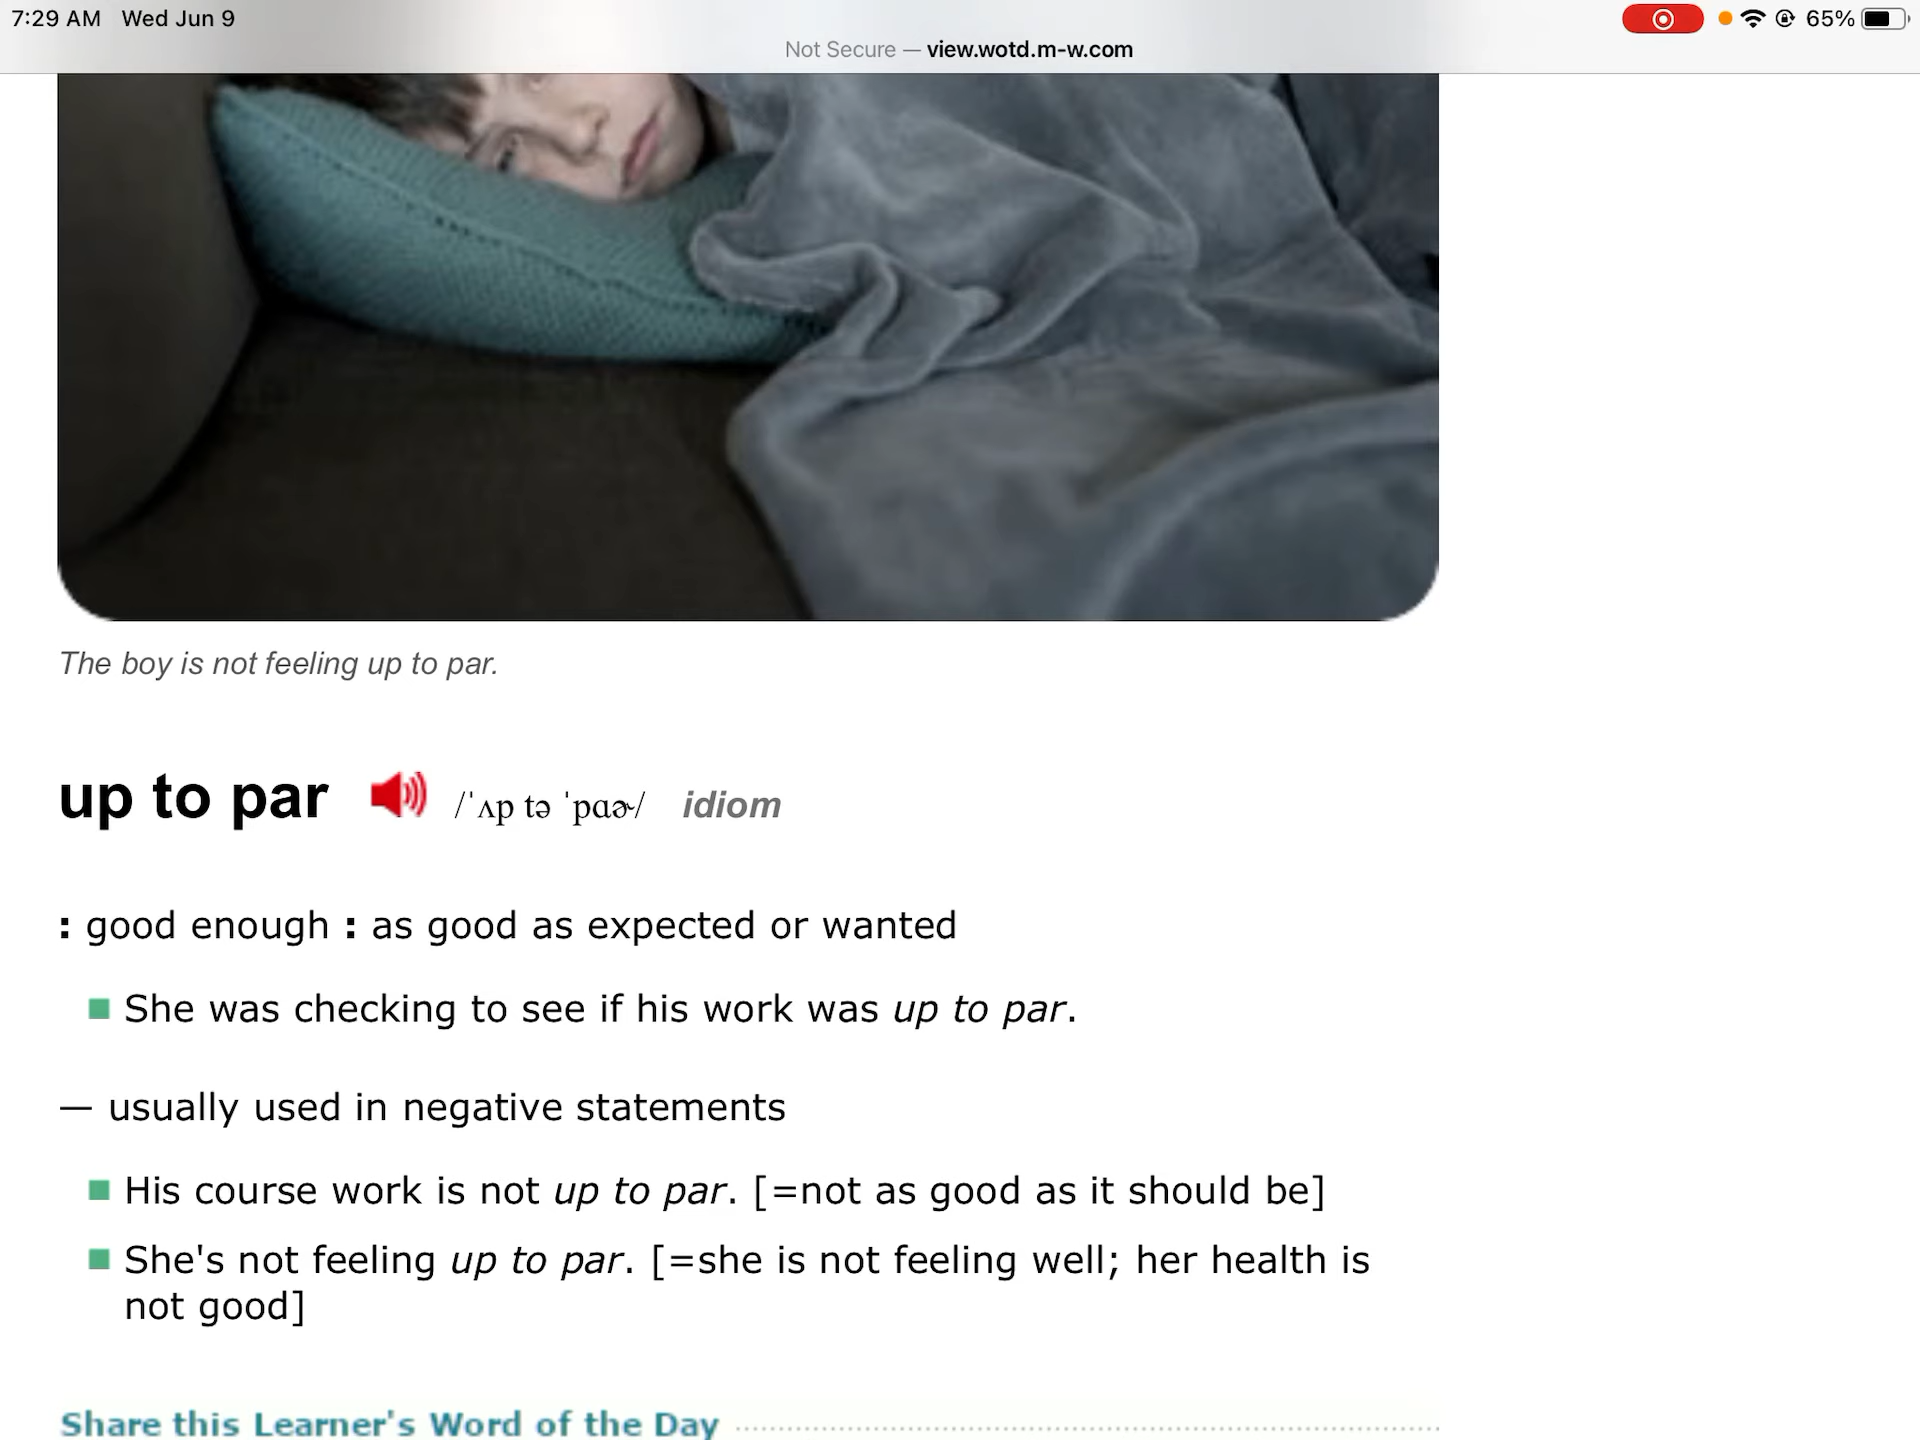 7:29 AM Wed Jun 9
65%
Not Secure — view.wotd.m-w.com
The boy is not feeling up to par.
up to par /ˈʌp tə ˈpɑɚ/ idiom
: good enough : as good as expected or wanted
■ She was checking to see if his work was up to par.
— usually used in negative statements
■ His course work is not up to par. [=not as good as it should be]
■ She's not feeling up to par. [=she is not feeling well; her health is
not good]
Share this Learner's Word of the Day